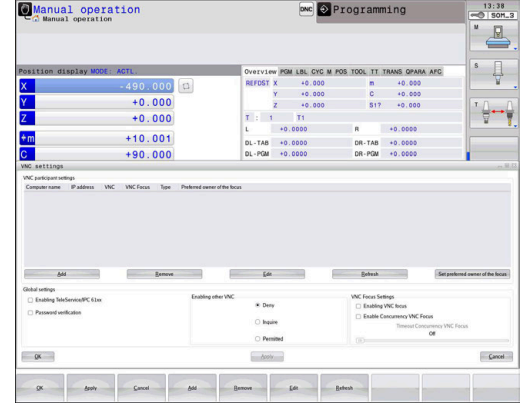 Manual operation
Manual operation
DNC
Programming
13:38
SOM_3
Position display MODE: ACTL.
X -490.000
Y +0.000
Z +0.000
+m +10.001
C +90.000
Overview PGM LBL CYC M POS TOOL TT TRANS QPARA AFC
REFDST X +0.000 m +0.000
Y +0.000 C +0.000
Z +0.000 S1? +0.000
T : 1 T1
L +0.0000 R +0.0000
DL-TAB +0.0000 DR-TAB +0.0000
DL-PGM +0.0000 DR-PGM +0.0000
M
S
T
VNC settings
VNC participant settings
Computer name IP address VNC VNC Focus Type Preferred owner of the focus
Add Remove Edit Refresh Set preferred owner of the focus
Global settings
Enabling TeleService/IPC 61xx
Password verification
Enabling other VNC
Deny
Inquire
Permitted
VNC Focus Settings
Enabling VNC focus
Enable Concurrency VNC Focus
Timeout Concurrency VNC Focus
Off
OK Apply Cancel
OK Apply Cancel Add Remove Edit Refresh